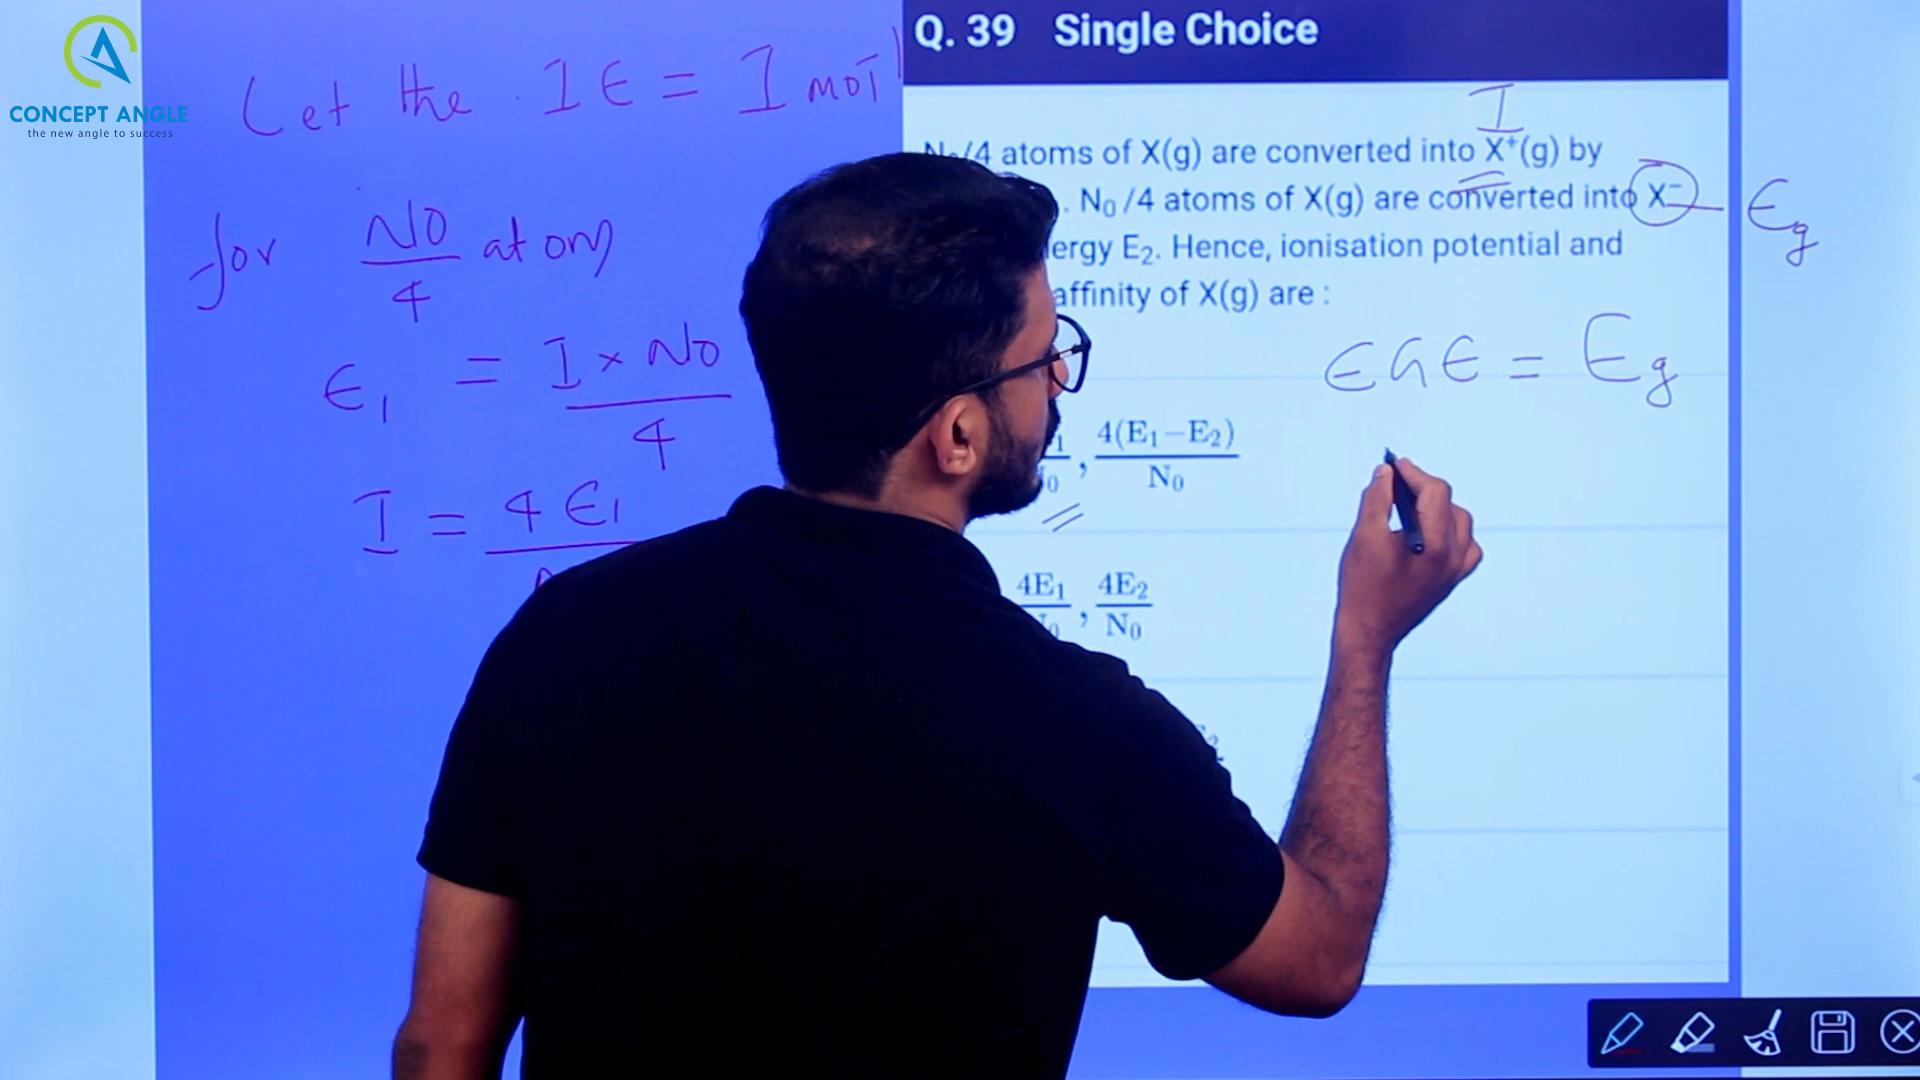 CONCEPT ANGLE
the new angle to success
Let the IE = I mol
for N0/4 atoms
E1 = I × N0 / 4
I = 4E1
Q. 39 Single Choice
I
/4 atoms of X(g) are converted into X⁺(g) by
. N₀ /4 atoms of X(g) are converted into X⁻
Eg
ergy E₂. Hence, ionisation potential and
affinity of X(g) are :
EGE = Eg
, 4(E₁−E₂)/N₀
4E₁ , 4E₂/N₀